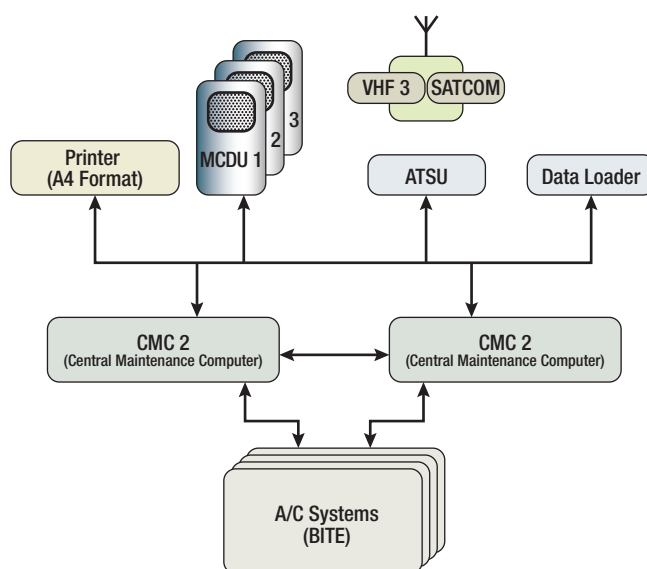 VHF 3
SATCOM
3
2
MCDU 1
Printer
(A4 Format)
ATSU
Data Loader
CMC 2
(Central Maintenance Computer)
CMC 2
(Central Maintenance Computer)
A/C Systems
(BITE)